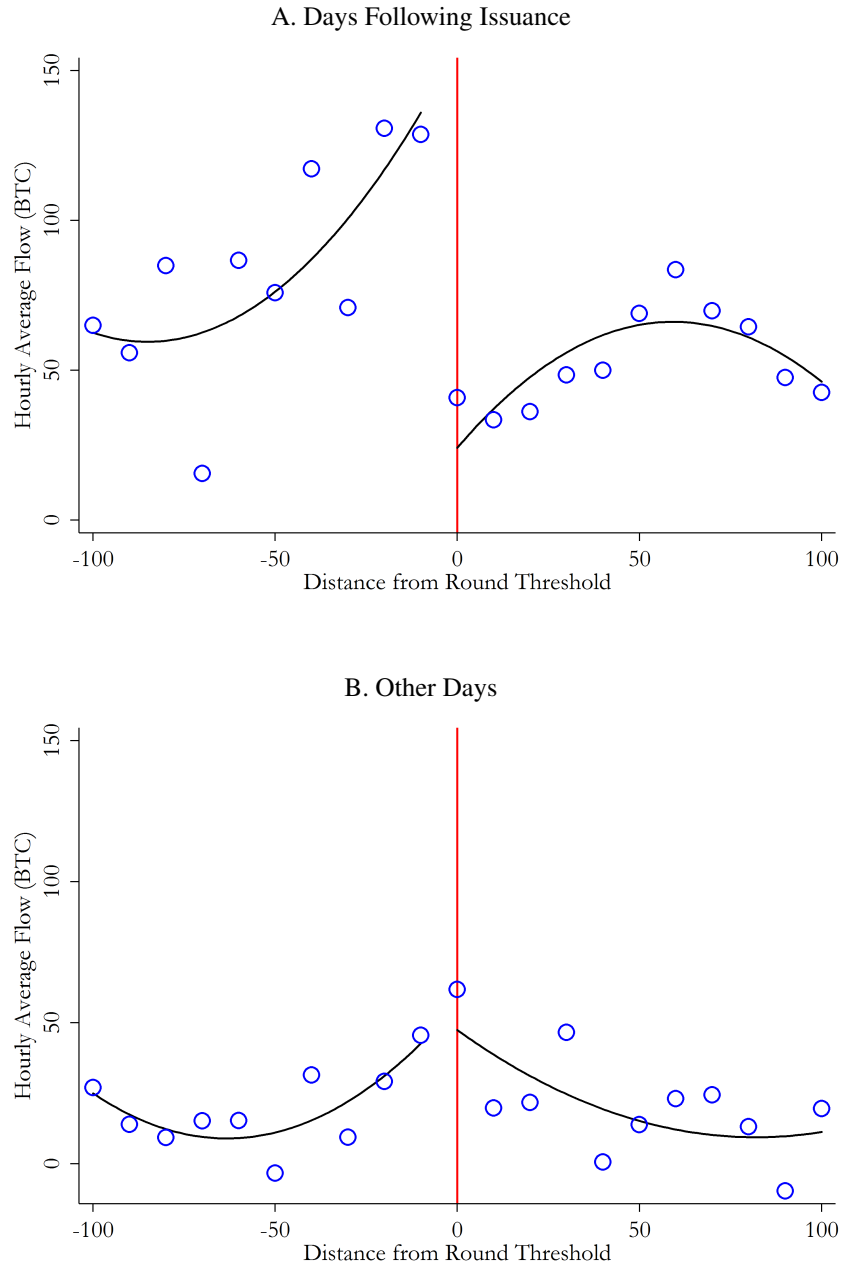 A. Days Following Issuance
150
100
50
0
Hourly Average Flow (BTC)
-100 -50 0 50 100
Distance from Round Threshold
B. Other Days
150
100
50
0
Hourly Average Flow (BTC)
-100 -50 0 50 100
Distance from Round Threshold